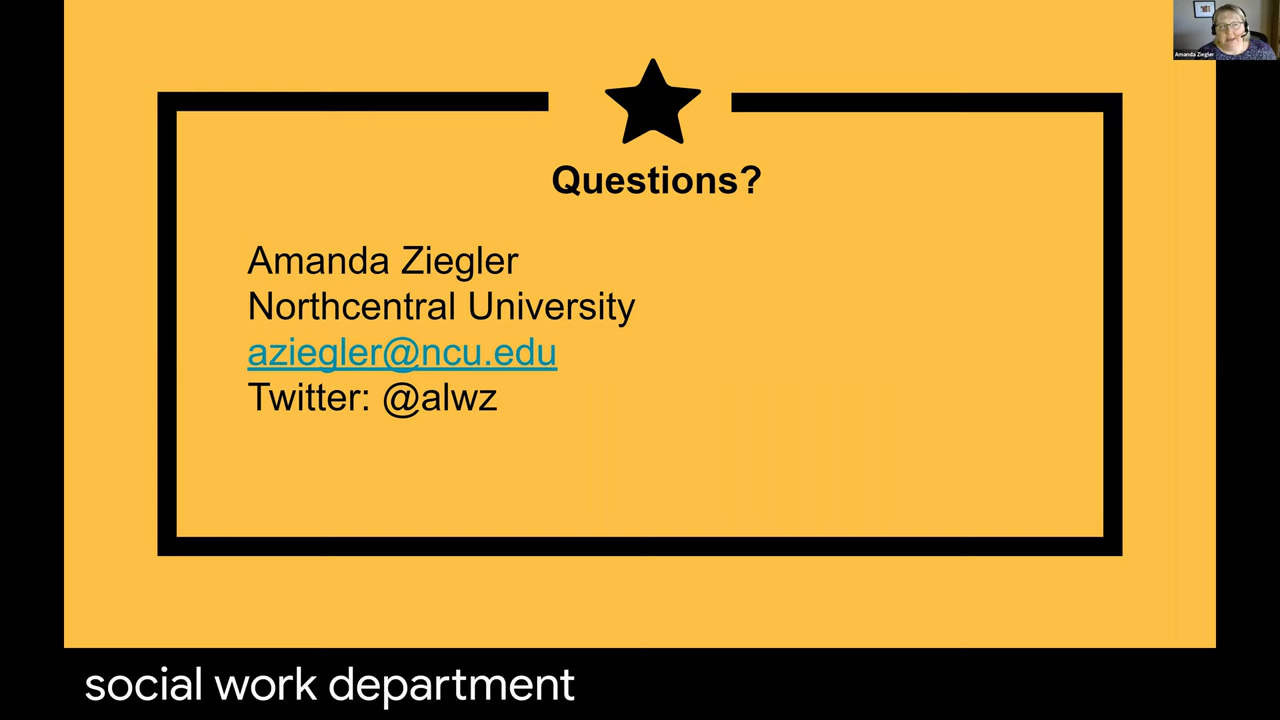 Amanda Ziegler
Questions?
Amanda Ziegler
Northcentral University
aziegler@ncu.edu
Twitter: @alwz
social work department